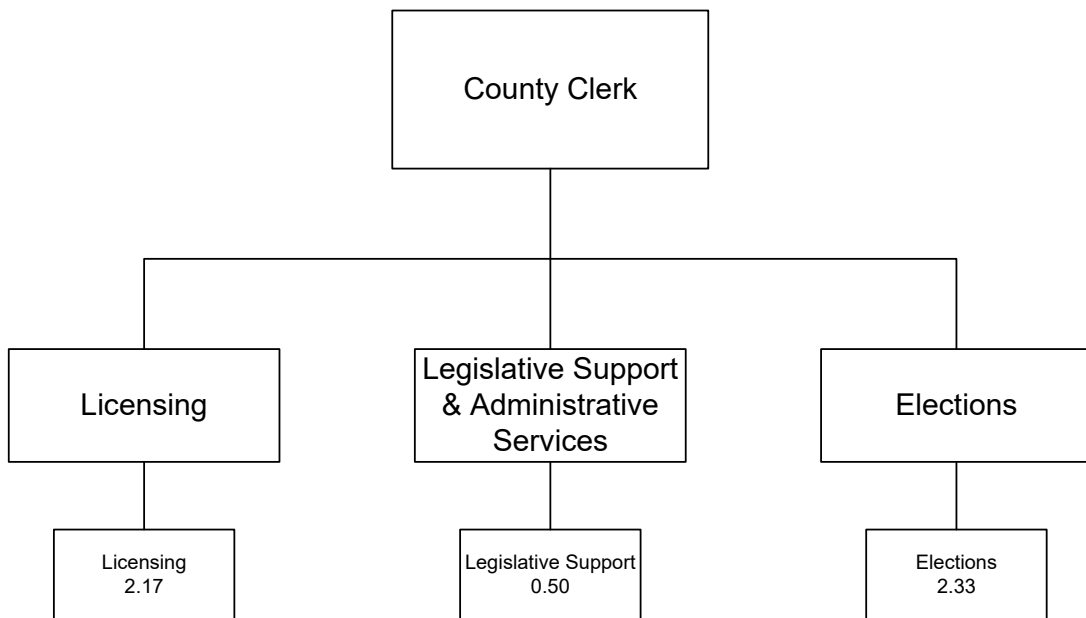 County Clerk
Licensing
Legislative Support
& Administrative
Services
Elections
Licensing
2.17
Legislative Support
0.50
Elections
2.33